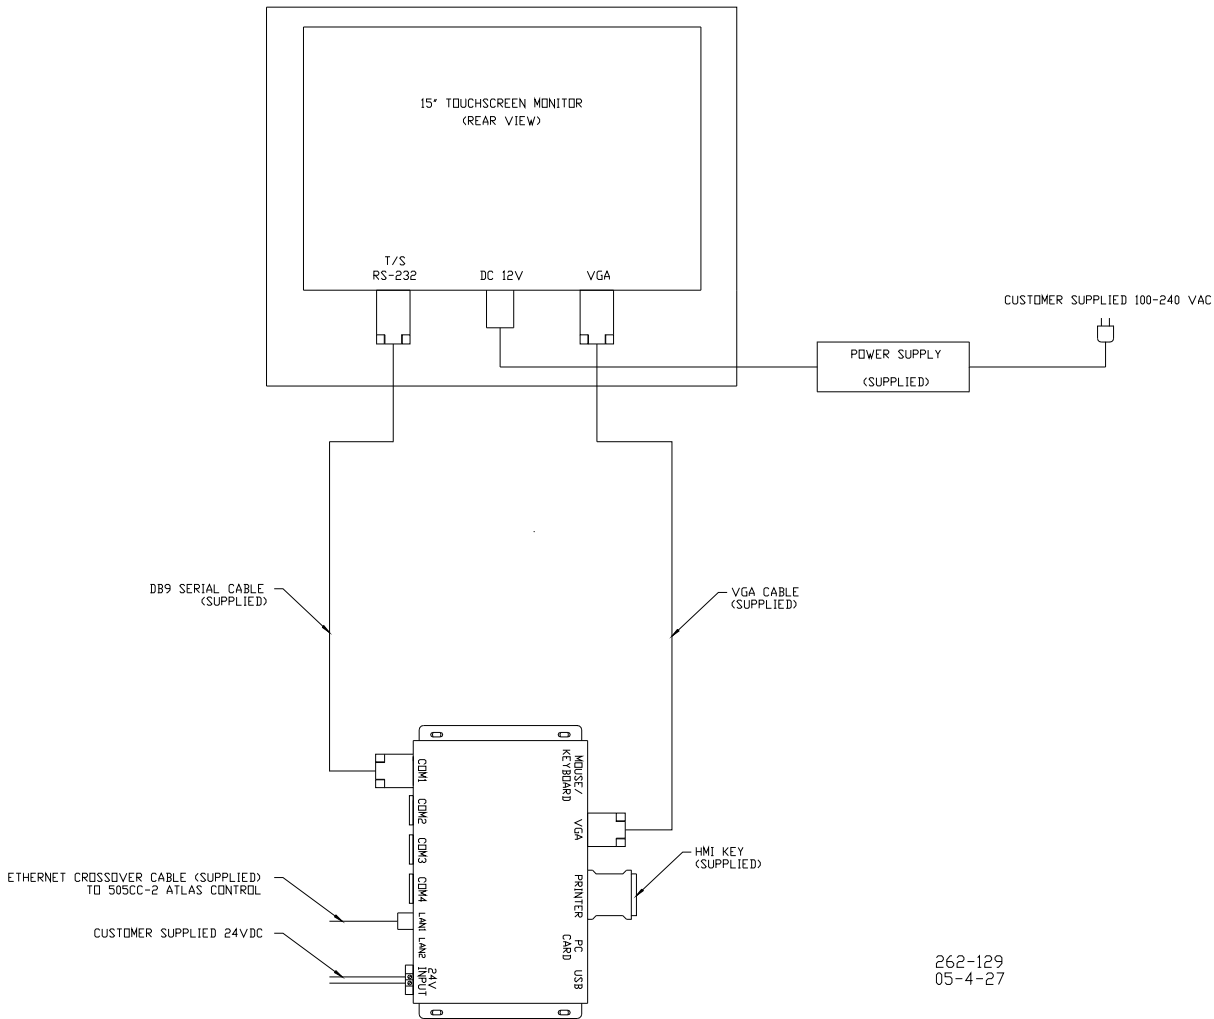 15" TOUCHSCREEN MONITOR
(REAR VIEW)
T/S
RS-232
DC 12V
VGA
CUSTOMER SUPPLIED 100-240 VAC
POWER SUPPLY
(SUPPLIED)
DB9 SERIAL CABLE
(SUPPLIED)
VGA CABLE
(SUPPLIED)
COM1
COM2
COM3
COM4
LAN1
LAN2
24V
INPUT
MOUSE/
KEYBOARD
VGA
PRINTER
PC
CARD
USB
HMI KEY
(SUPPLIED)
ETHERNET CROSSOVER CABLE (SUPPLIED)
TO 505CC-2 ATLAS CONTROL
CUSTOMER SUPPLIED 24VDC
262-129
05-4-27